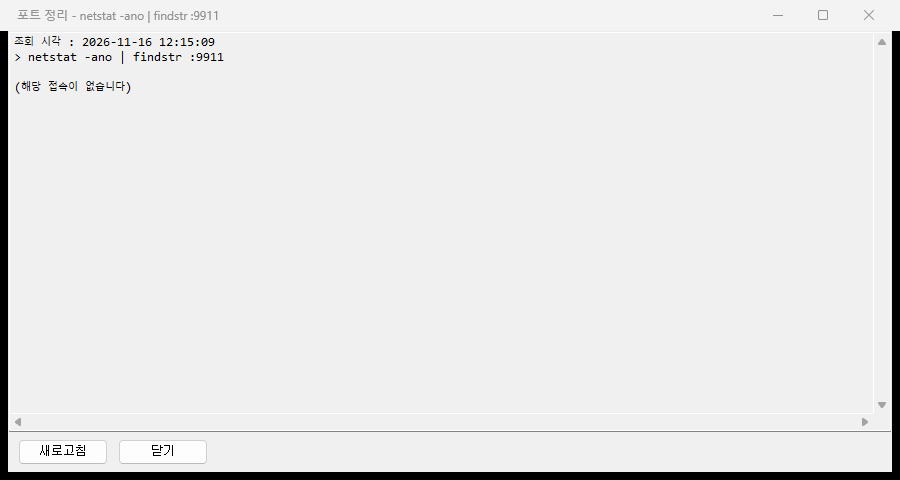 포트 정리 - netstat -ano | findstr :9911
조회 시각 : 2026-11-16 12:15:09
> netstat -ano | findstr :9911
(해당 접속이 없습니다)
새로고침
닫기